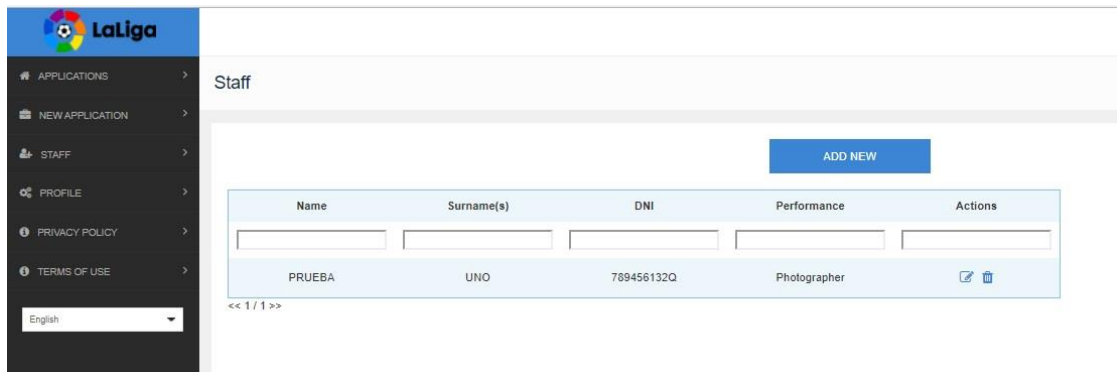 LaLiga
APPLICATIONS
NEW APPLICATION
STAFF
PROFILE
PRIVACY POLICY
TERMS OF USE
English
Staff
ADD NEW
Name Surname(s) DNI Performance Actions
PRUEBA UNO 789456132Q Photographer
<< 1 / 1 >>